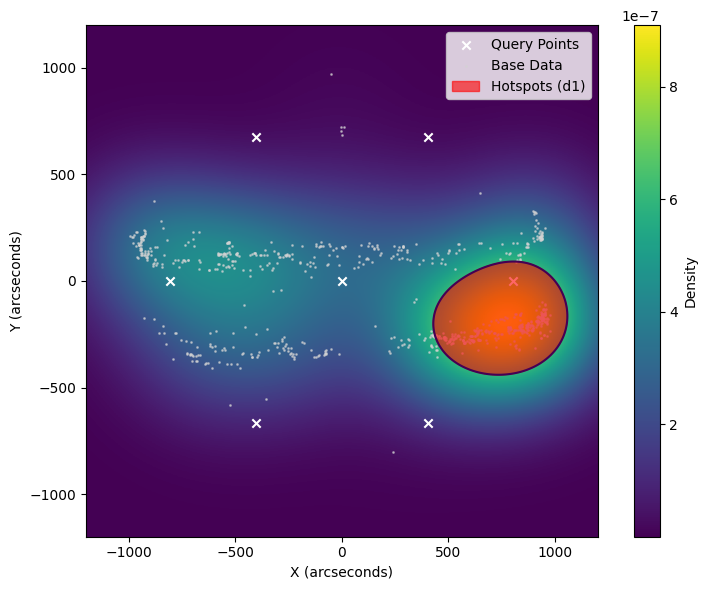 1e−7
Query Points
Base Data
Hotspots (d1)
1000
500
0
−500
−1000
Y (arcseconds)
−1000
−500
0
500
1000
X (arcseconds)
8
6
4
2
Density